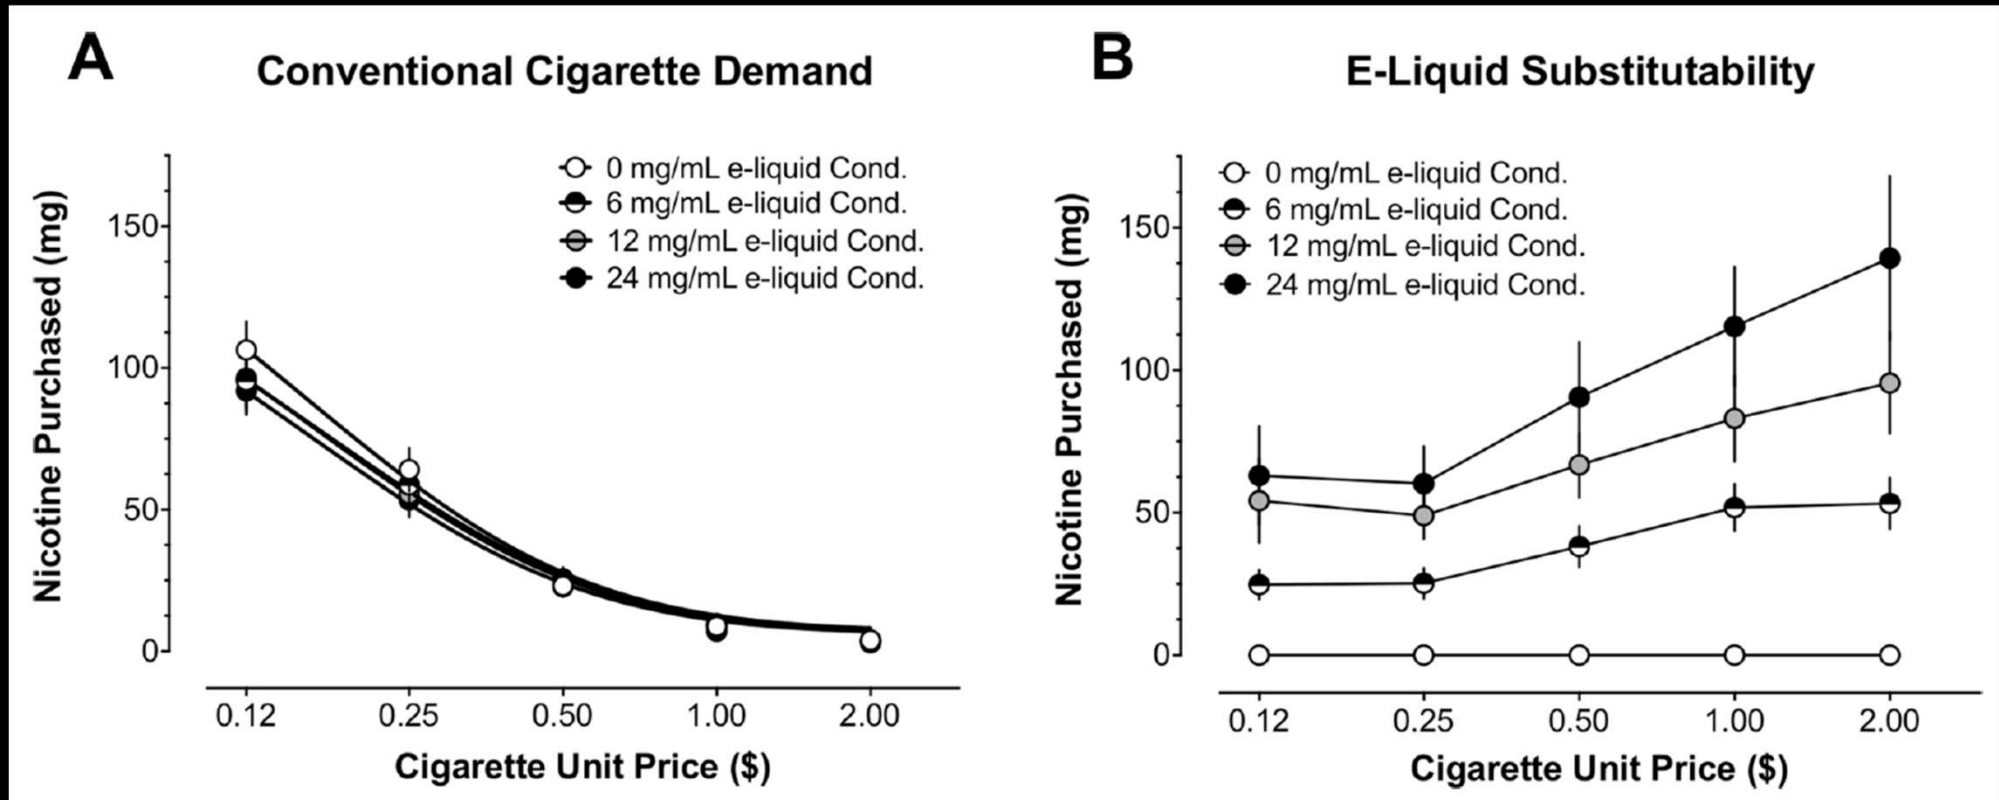 A
Conventional Cigarette Demand
0 mg/mL e-liquid Cond.
6 mg/mL e-liquid Cond.
12 mg/mL e-liquid Cond.
24 mg/mL e-liquid Cond.
Nicotine Purchased (mg)
150
100
50
0
0.12 0.25 0.50 1.00 2.00
Cigarette Unit Price ($)
B
E-Liquid Substitutability
0 mg/mL e-liquid Cond.
6 mg/mL e-liquid Cond.
12 mg/mL e-liquid Cond.
24 mg/mL e-liquid Cond.
Nicotine Purchased (mg)
150
100
50
0
0.12 0.25 0.50 1.00 2.00
Cigarette Unit Price ($)